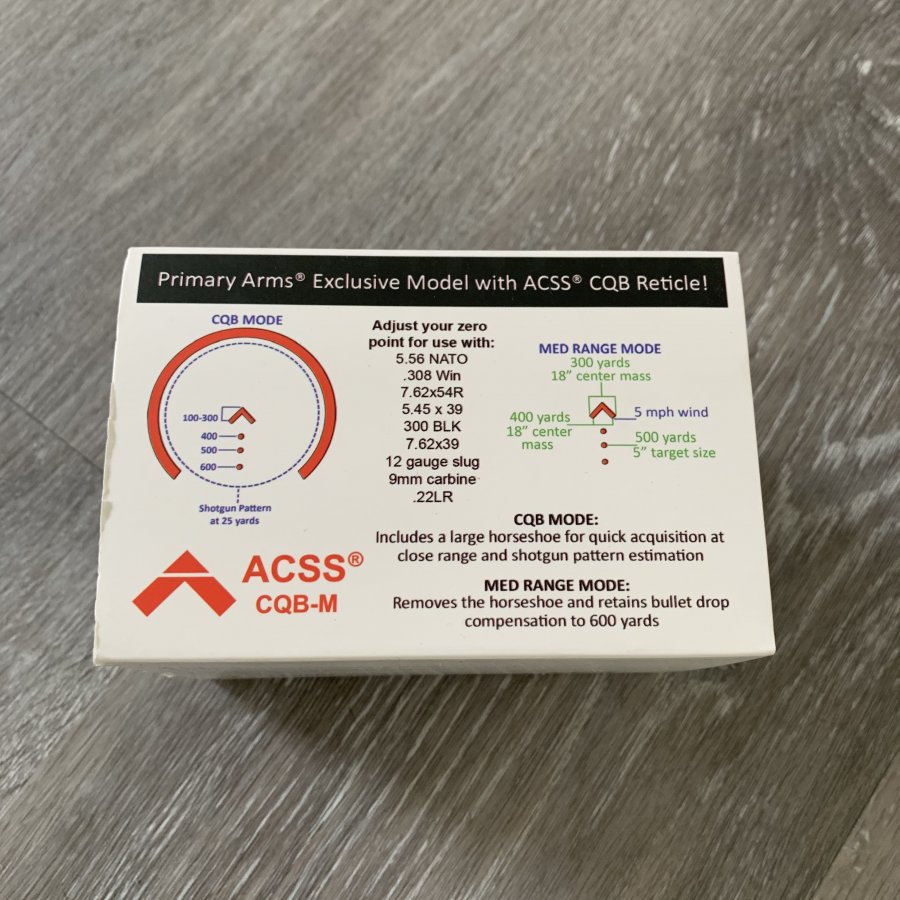 Primary Arms® Exclusive Model with ACSS® CQB Reticle!
CQB MODE
100-300
400
500
600
Shotgun Pattern
at 25 yards
Adjust your zero
point for use with:
5.56 NATO
.308 Win
7.62x54R
5.45 x 39
300 BLK
7.62x39
12 gauge slug
9mm carbine
.22LR
MED RANGE MODE
300 yards
18” center mass
5 mph wind
400 yards
18” center
mass
500 yards
5” target size
ACSS®
CQB-M
CQB MODE:
Includes a large horseshoe for quick acquisition at
close range and shotgun pattern estimation
MED RANGE MODE:
Removes the horseshoe and retains bullet drop
compensation to 600 yards